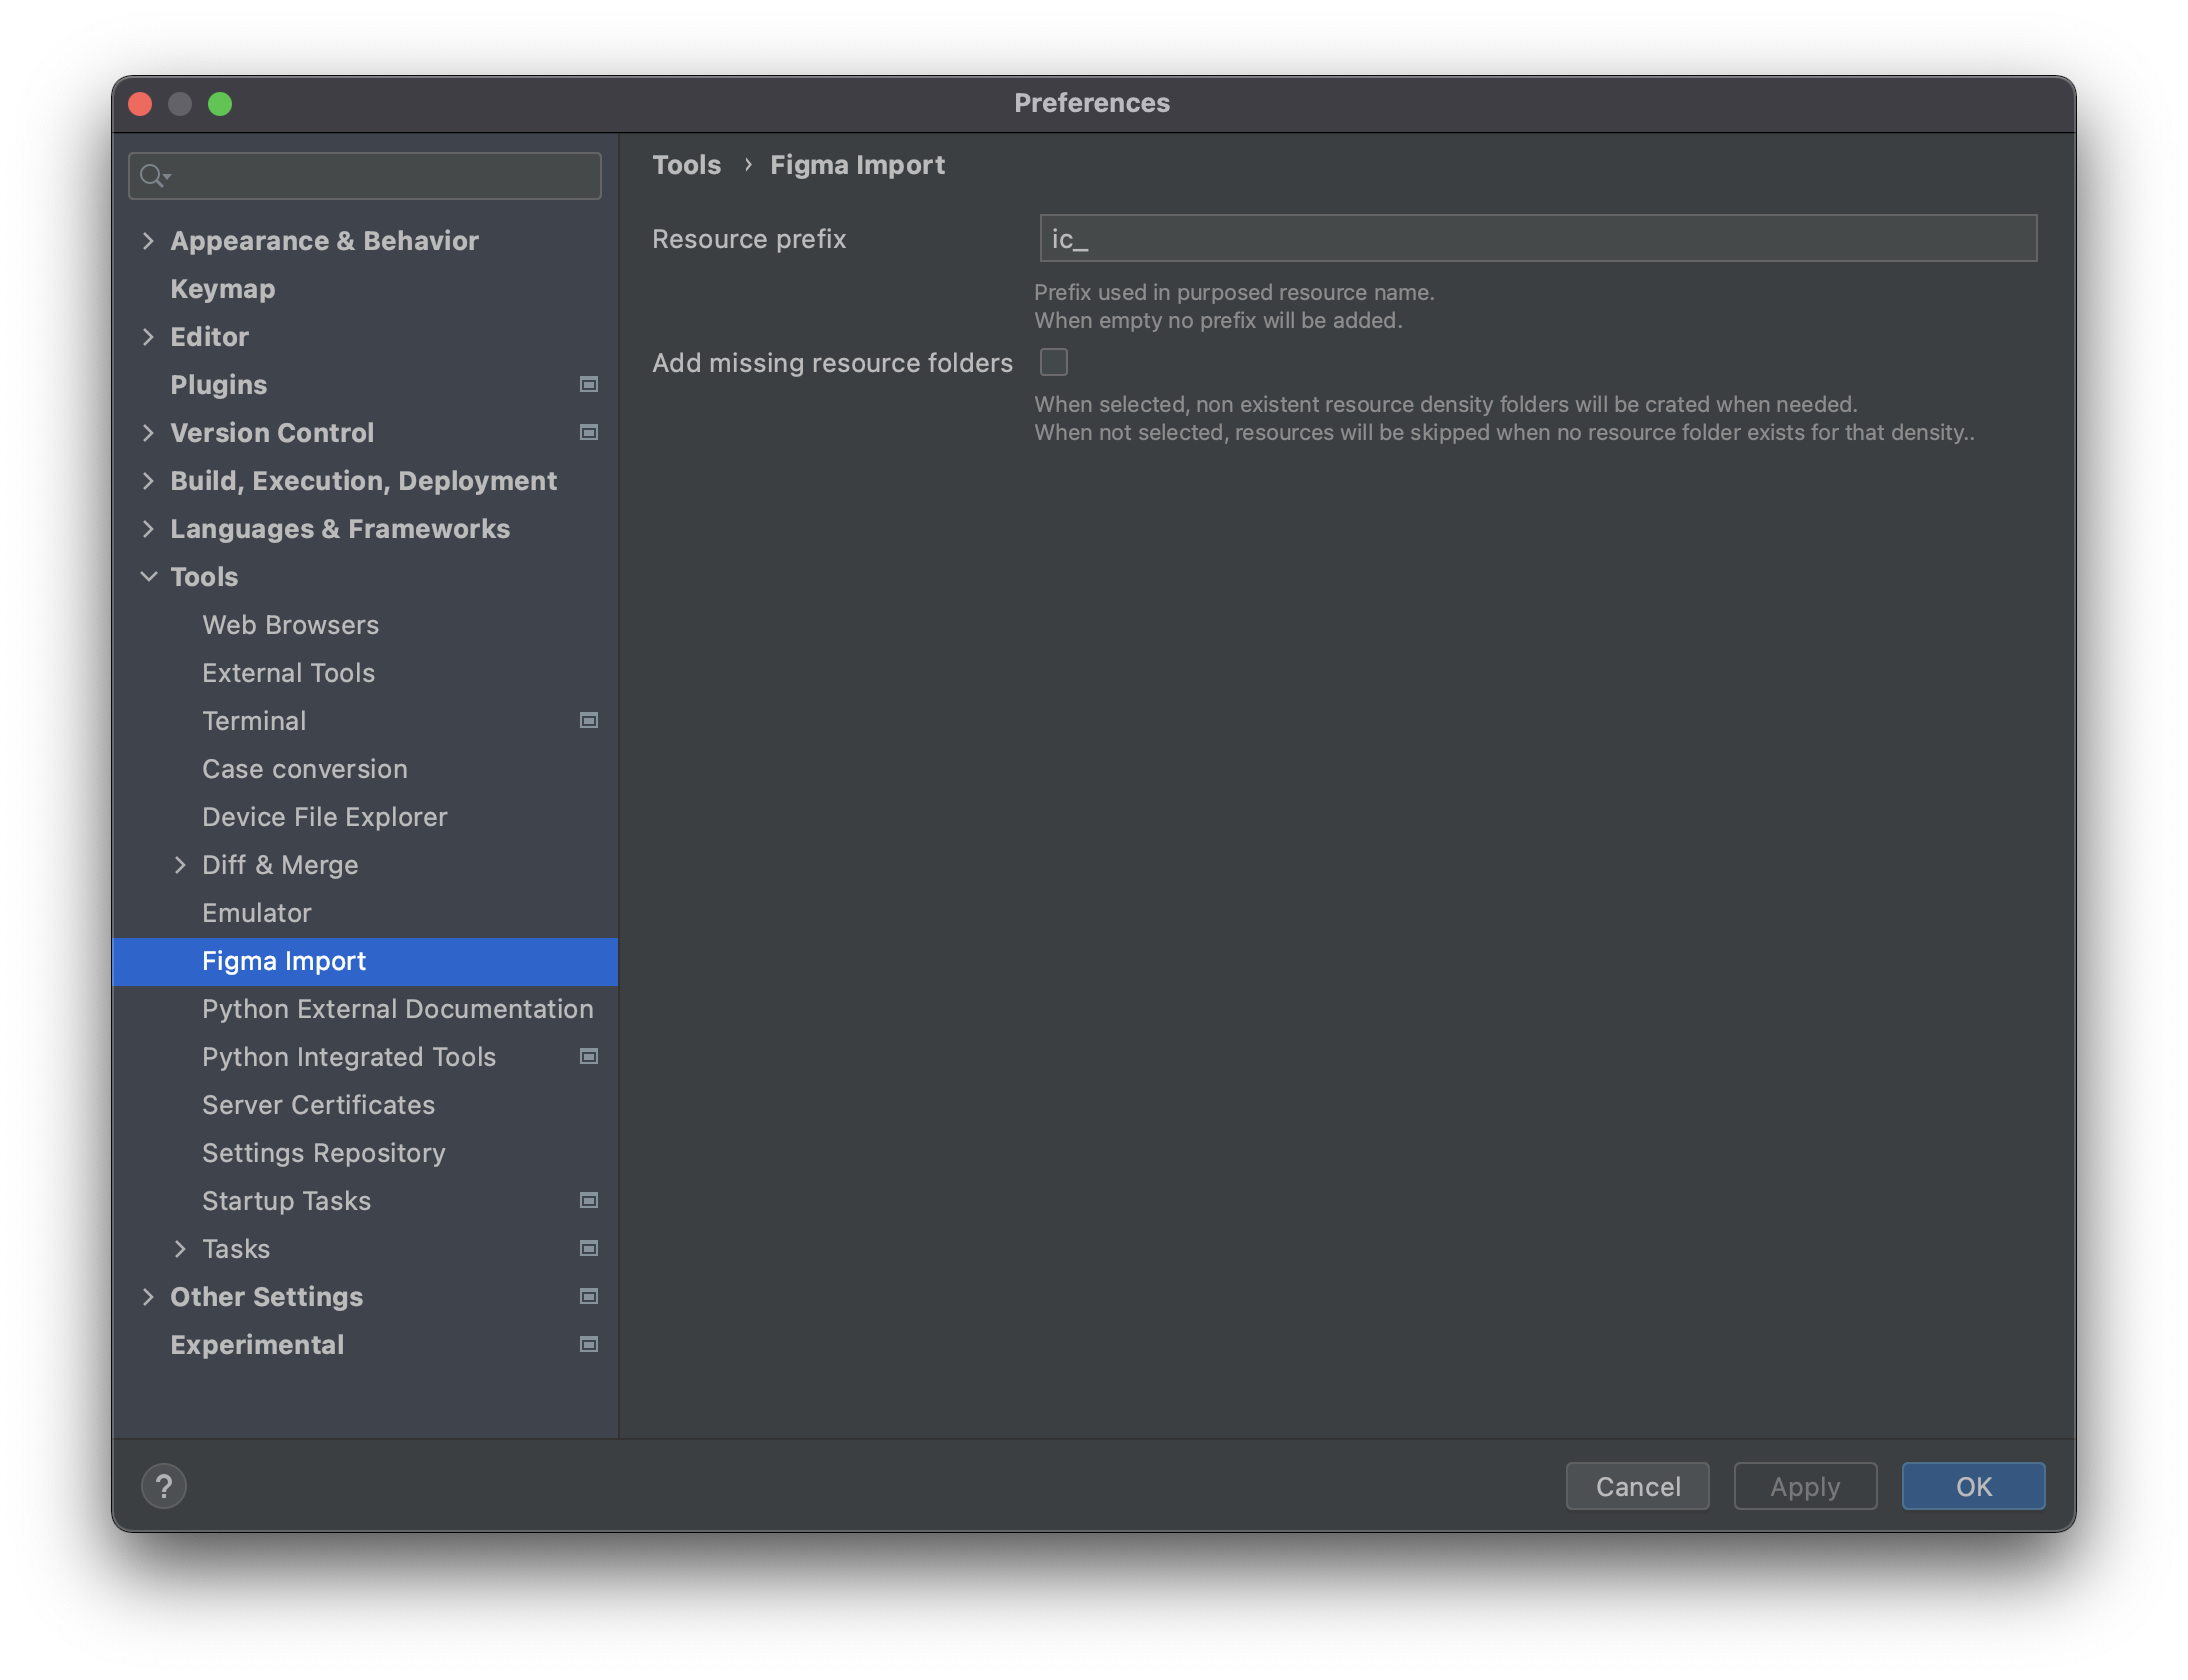 Preferences
Appearance & Behavior
Keymap
Editor
Plugins
Version Control
Build, Execution, Deployment
Languages & Frameworks
Tools
Web Browsers
External Tools
Terminal
Case conversion
Device File Explorer
Diff & Merge
Emulator
Figma Import
Python External Documentation
Python Integrated Tools
Server Certificates
Settings Repository
Startup Tasks
Tasks
Other Settings
Experimental
Tools › Figma Import
Resource prefix ic_
Prefix used in purposed resource name.
When empty no prefix will be added.
Add missing resource folders
When selected, non existent resource density folders will be crated when needed.
When not selected, resources will be skipped when no resource folder exists for that density..
? Cancel Apply OK